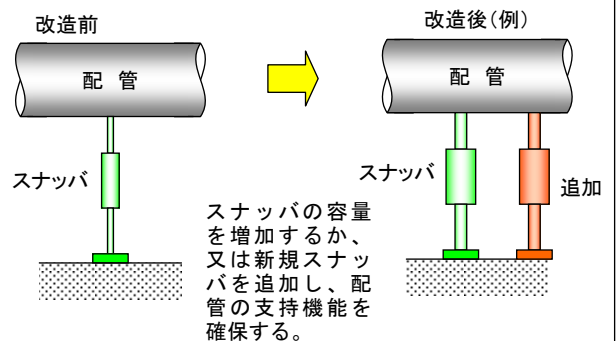 改造前
改造後(例)
配 管
配 管
スナッバ
スナッバ
追加
スナッバの容量
を増加するか、
又は新規スナッ
バを追加し、配
管の支持機能を
確保する。